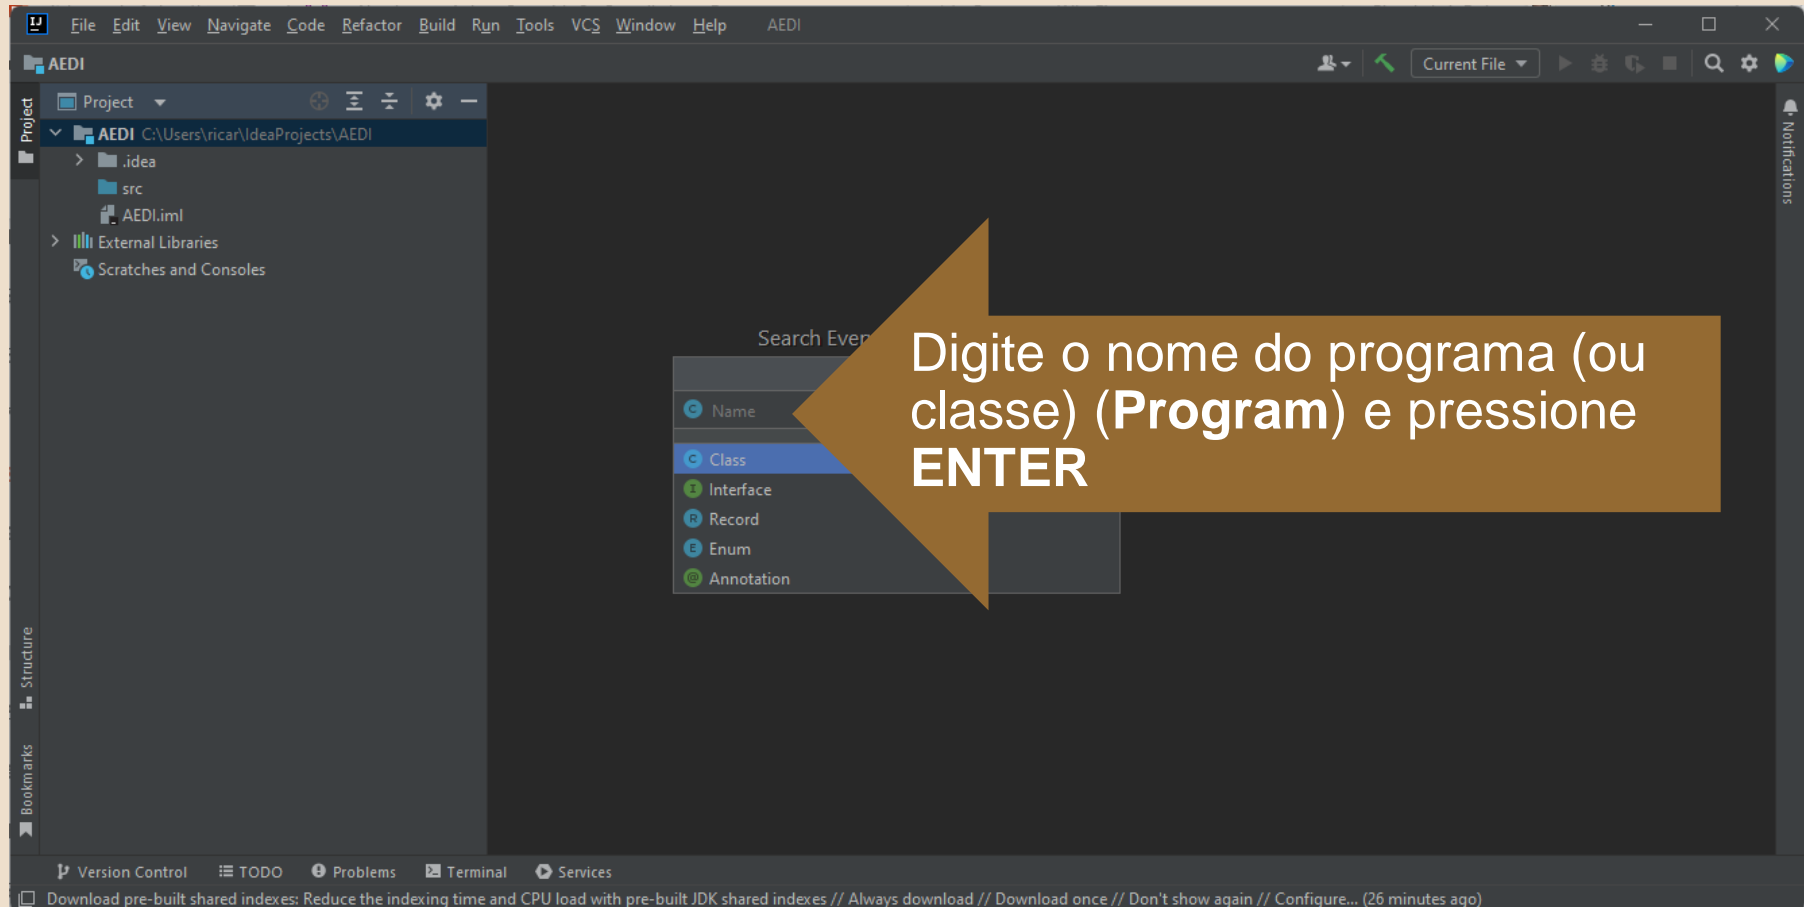 File Edit View Navigate Code Refactor Build Run Tools VCS Window Help AEDI
AEDI
Current File
Project
Project
AEDI C:\Users\ricar\IdeaProjects\AEDI
.idea
src
AEDI.iml
External Libraries
Scratches and Consoles
Notifications
Search Ever
Name
Class
Interface
Record
Enum
Annotation
Digite o nome do programa (ou
classe) (Program) e pressione
ENTER
Structure
Bookmarks
Version Control TODO Problems Terminal Services
Download pre-built shared indexes: Reduce the indexing time and CPU load with pre-built JDK shared indexes // Always download // Download once // Don't show again // Configure... (26 minutes ago)